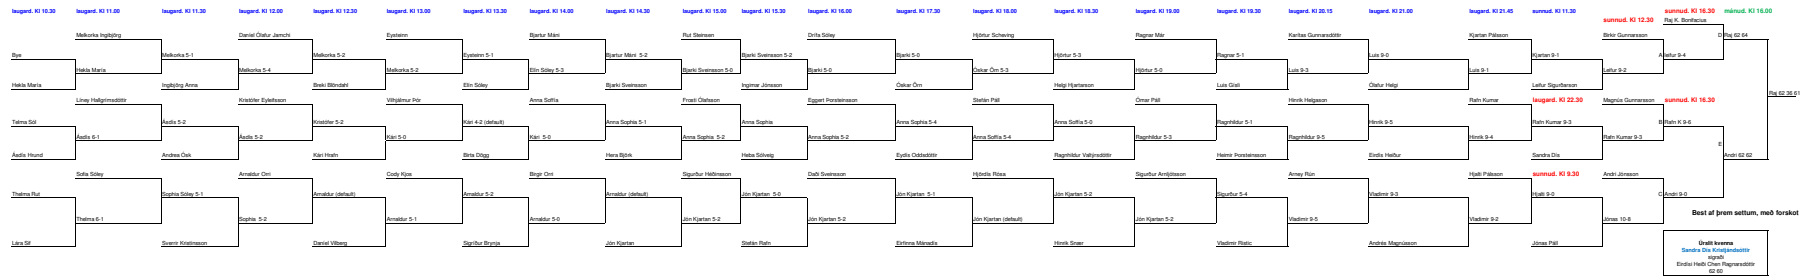 laugard. Kl 10.30 laugard. Kl 11.00 laugard. Kl 11.30 laugard. Kl 12.00 laugard. Kl 12.30 laugard. Kl 13.00 laugard. Kl 13.30 laugard. Kl 14.00 laugard. Kl 14.30 laugard. Kl 15.00 laugard. Kl 15.30 laugard. Kl 16.00 laugard. Kl 17.30 laugard. Kl 18.00 laugard. Kl 18.30 laugard. Kl 19.00 laugard. Kl 19.30 laugard. Kl 20.15 laugard. Kl 21.00 laugard. Kl 21.45 sunnud. Kl 11.30 sunnud. Kl 16.30 mánud. Kl 16.00
sunnud. Kl 12.30 Raj K. Bonifacius
Melkorka Ingibjörg Daníel Ólafur Jamchi Eysteinn Bjartur Máni Rut Steinsen Drífa Sóley Hjörtur Scheving Ragnar Már Karitas Gunnarsdóttir Kjartan Pálsson Birkir Gunnarsson D Raj 62 64
Bye Melkorka 5-1 Melkorka 5-2 Eysteinn 5-1 Bjartur Máni 5-2 Bjarki Sveinsson 5-2 Bjarki 5-0 Hjörtur 5-3 Ragnar 5-1 Luis 9-0 Kjartan 9-1 A leifur 9-4
Hekla María Melkorka 5-4 Melkorka 5-2 Elín Sóley 5-3 Bjarki Sveinsson 5-0 Bjarki 5-0 Óskar Örn 5-3 Hjörtur 5-0 Luis 9-3 Luis 9-1 Leifur 9-2
Hekla María Ingibjörg Anna Breki Blöndahl Elín Sóley Bjarki Sveinsson Ingimar Jónsson Óskar Örn Helgi Hjartarson Luis Gísli Ólafur Helgi Leifur Sigurðarson
Raj 62 36 61
Líney Hallgrímsdóttir Kristófer Eyleifsson Vilhjálmur Þór Anna Soffía Frosti Ólafsson Eggert Þorsteinsson Stefán Páll Ómar Páll Hinrik Helgason Rafn Kumar laugard. Kl 22.30 Magnús Gunnarsson sunnud. Kl 16.30
Telma Sól Ásdís 5-2 Kristófer 5-2 Kári 4-2 (default) Anna Sophia 5-1 Anna Sophia Anna Sophia 5-4 Anna Soffía 5-0 Ragnhildur 5-1 Hinrik 9-5 Rafn Kumar 9-3 B Rafn K 9-6
Ásdís 6-1 Ásdís 5-2 Kári 5-0 Kári 5-0 Anna Sophia 5-2 Anna Sophia 5-2 Anna Soffía 5-4 Ragnhildur 5-3 Ragnhildur 9-5 Hinrik 9-4 Rafn Kumar 9-3
E
Ásdís Hrund Andrea Ósk Kári Hrafn Birta Dögg Hera Björk Heba Sólveig Eydís Oddsdóttir Ragnhildur Valtýrsdóttir Heimir Þorsteinsson Eirdís Heiður Sandra Dís Andri 62 62
Sofía Sóley Arnaldur Orri Cody Kjoa Birgir Orri Sigurður Héðinsson Daði Sveinsson Hjördís Rósa Sigurður Arnljótsson Arney Rún Hjalti Pálsson sunnud. Kl 9.30 Andri Jónsson
Thelma Rut Sophia Sóley 5-1 Arnaldur (default) Arnaldur 5-2 Arnaldur (default) Jón Kjartan 5-0 Jón Kjartan 5-1 Jón Kjartan 5-2 Sigurður 5-4 Vladimir 9-3 Hjalti 9-0 C Andri 9-0
Best af þrem settum, með forskot
Thelma 6-1 Sophia 5-2 Arnaldur 5-1 Arnaldur 5-0 Jón Kjartan 5-2 Jón Kjartan 5-2 Jón Kjartan (default) Jón Kjartan 5-2 Vladimir 9-5 Vladimir 9-2 Jónas 10-8
Lára Sif Sverrir Kristinsson Daniel Vilberg Sigríður Brynja Jón Kjartan Stefán Rafn Eirfinna Mánadís Hinrik Snær Vladimir Ristic Andrés Magnússon Jónas Páll
Úrslit kvenna
Sandra Dís Kristjánsdóttir
sigraði
Eirdísi Heiði Chen Ragnarsdóttir
62 60